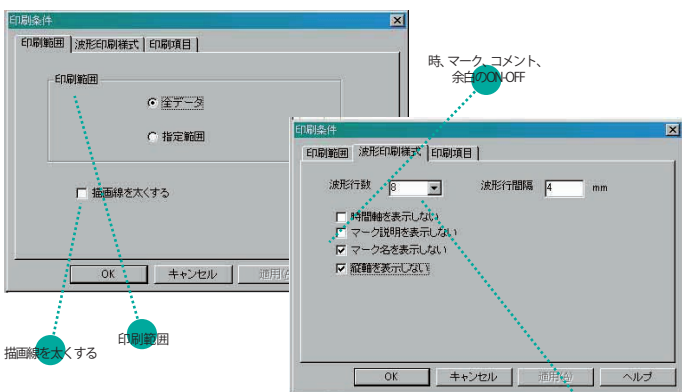 印刷条件
印刷範囲 波形印刷様式 印刷項目
印刷範囲
全データ
指定範囲
描画線を太くする
OK キャンセル 適用(A)
描画線を太くする
印刷範囲
時、マーク、コメント、
余白のON-OFF
印刷条件
印刷範囲 波形印刷様式 印刷項目
波形行数 8 波形行間隔 4 mm
時間軸を表示しない
マーク説明を表示しない
マーク名を表示しない
縦軸を表示しない
OK キャンセル 適用(A) ヘルプ